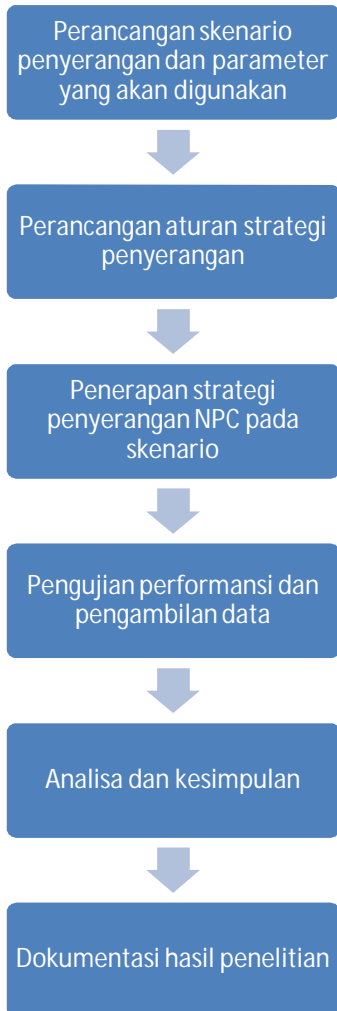 Perancangan skenario
penyerangan dan parameter
yang akan digunakan
Perancangan aturan strategi
penyerangan
Penerapan strategi
penyerangan NPC pada
skenario
Pengujian performansi dan
pengambilan data
Analisa dan kesimpulan
Dokumentasi hasil penelitian